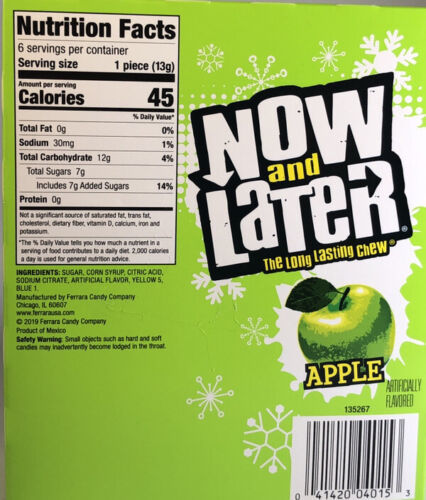 Nutrition Facts
6 servings per container
Serving size 1 piece (13g)
Amount per serving
Calories 45
% Daily Value*
Total Fat 0g 0%
Sodium 30mg 1%
Total Carbohydrate 12g 4%
Total Sugars 7g
Includes 7g Added Sugars 14%
Protein 0g
Not a significant source of saturated fat, trans fat,
cholesterol, dietary fiber, vitamin D, calcium, iron and
potassium.
*The % Daily Value tells you how much a nutrient in a
serving of food contributes to a daily diet. 2,000 calories
a day is used for general nutrition advice.
INGREDIENTS: SUGAR, CORN SYRUP, CITRIC ACID,
SODIUM CITRATE, ARTIFICIAL FLAVOR, YELLOW 5,
BLUE 1.
Manufactured by Ferrara Candy Company
Chicago, IL 60607
www.ferrarausa.com
© 2019 Ferrara Candy Company
Product of Mexico
Safety Warning: Small objects such as hard and soft
candies may inadvertently become lodged in the throat.
NOW
and
LATER®
The Long Lasting Chew®
APPLE
ARTIFICIALLY
FLAVORED
135267
0 41420 04015 3